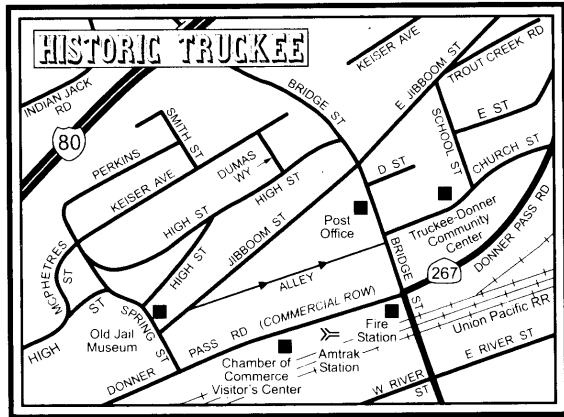 HISTORIC TRUCKEE
KEISER AVE
TROUT CREEK RD
INDIAN JACK
RD
80
BRIDGE ST
E JIBBOOM ST
SMITH ST
SCHOOL ST
E ST
PERKINS
DUMAS
WY
D ST
CHURCH ST
KEISER AVE
HIGH ST
HIGH ST
Post
Office
Truckee-Donner
Community
Center
JIBBOOM ST
HIGH ST
MCPHETRES
ST
ALLEY
BRIDGE ST
267
DONNER PASS RD
HIGH ST
SPRING ST
Old Jail
Museum
DONNER PASS RD (COMMERCIAL ROW)
Fire
Station
Union Pacific RR
Amtrak
Station
Chamber of
Commerce
Visitor's Center
E RIVER ST
W RIVER
ST